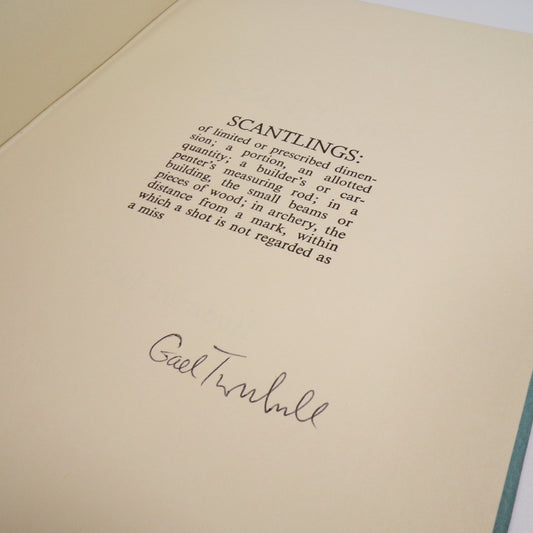 SCANTLINGS:
of limited or prescribed dimen-
sion; a portion, an allotted
quantity; a builder's or car-
penter's measuring rod; in a
building, the small beams or
pieces of wood; in archery, the
distance from a mark, within
which a shot is not regarded as
a miss
Gael Turnbull